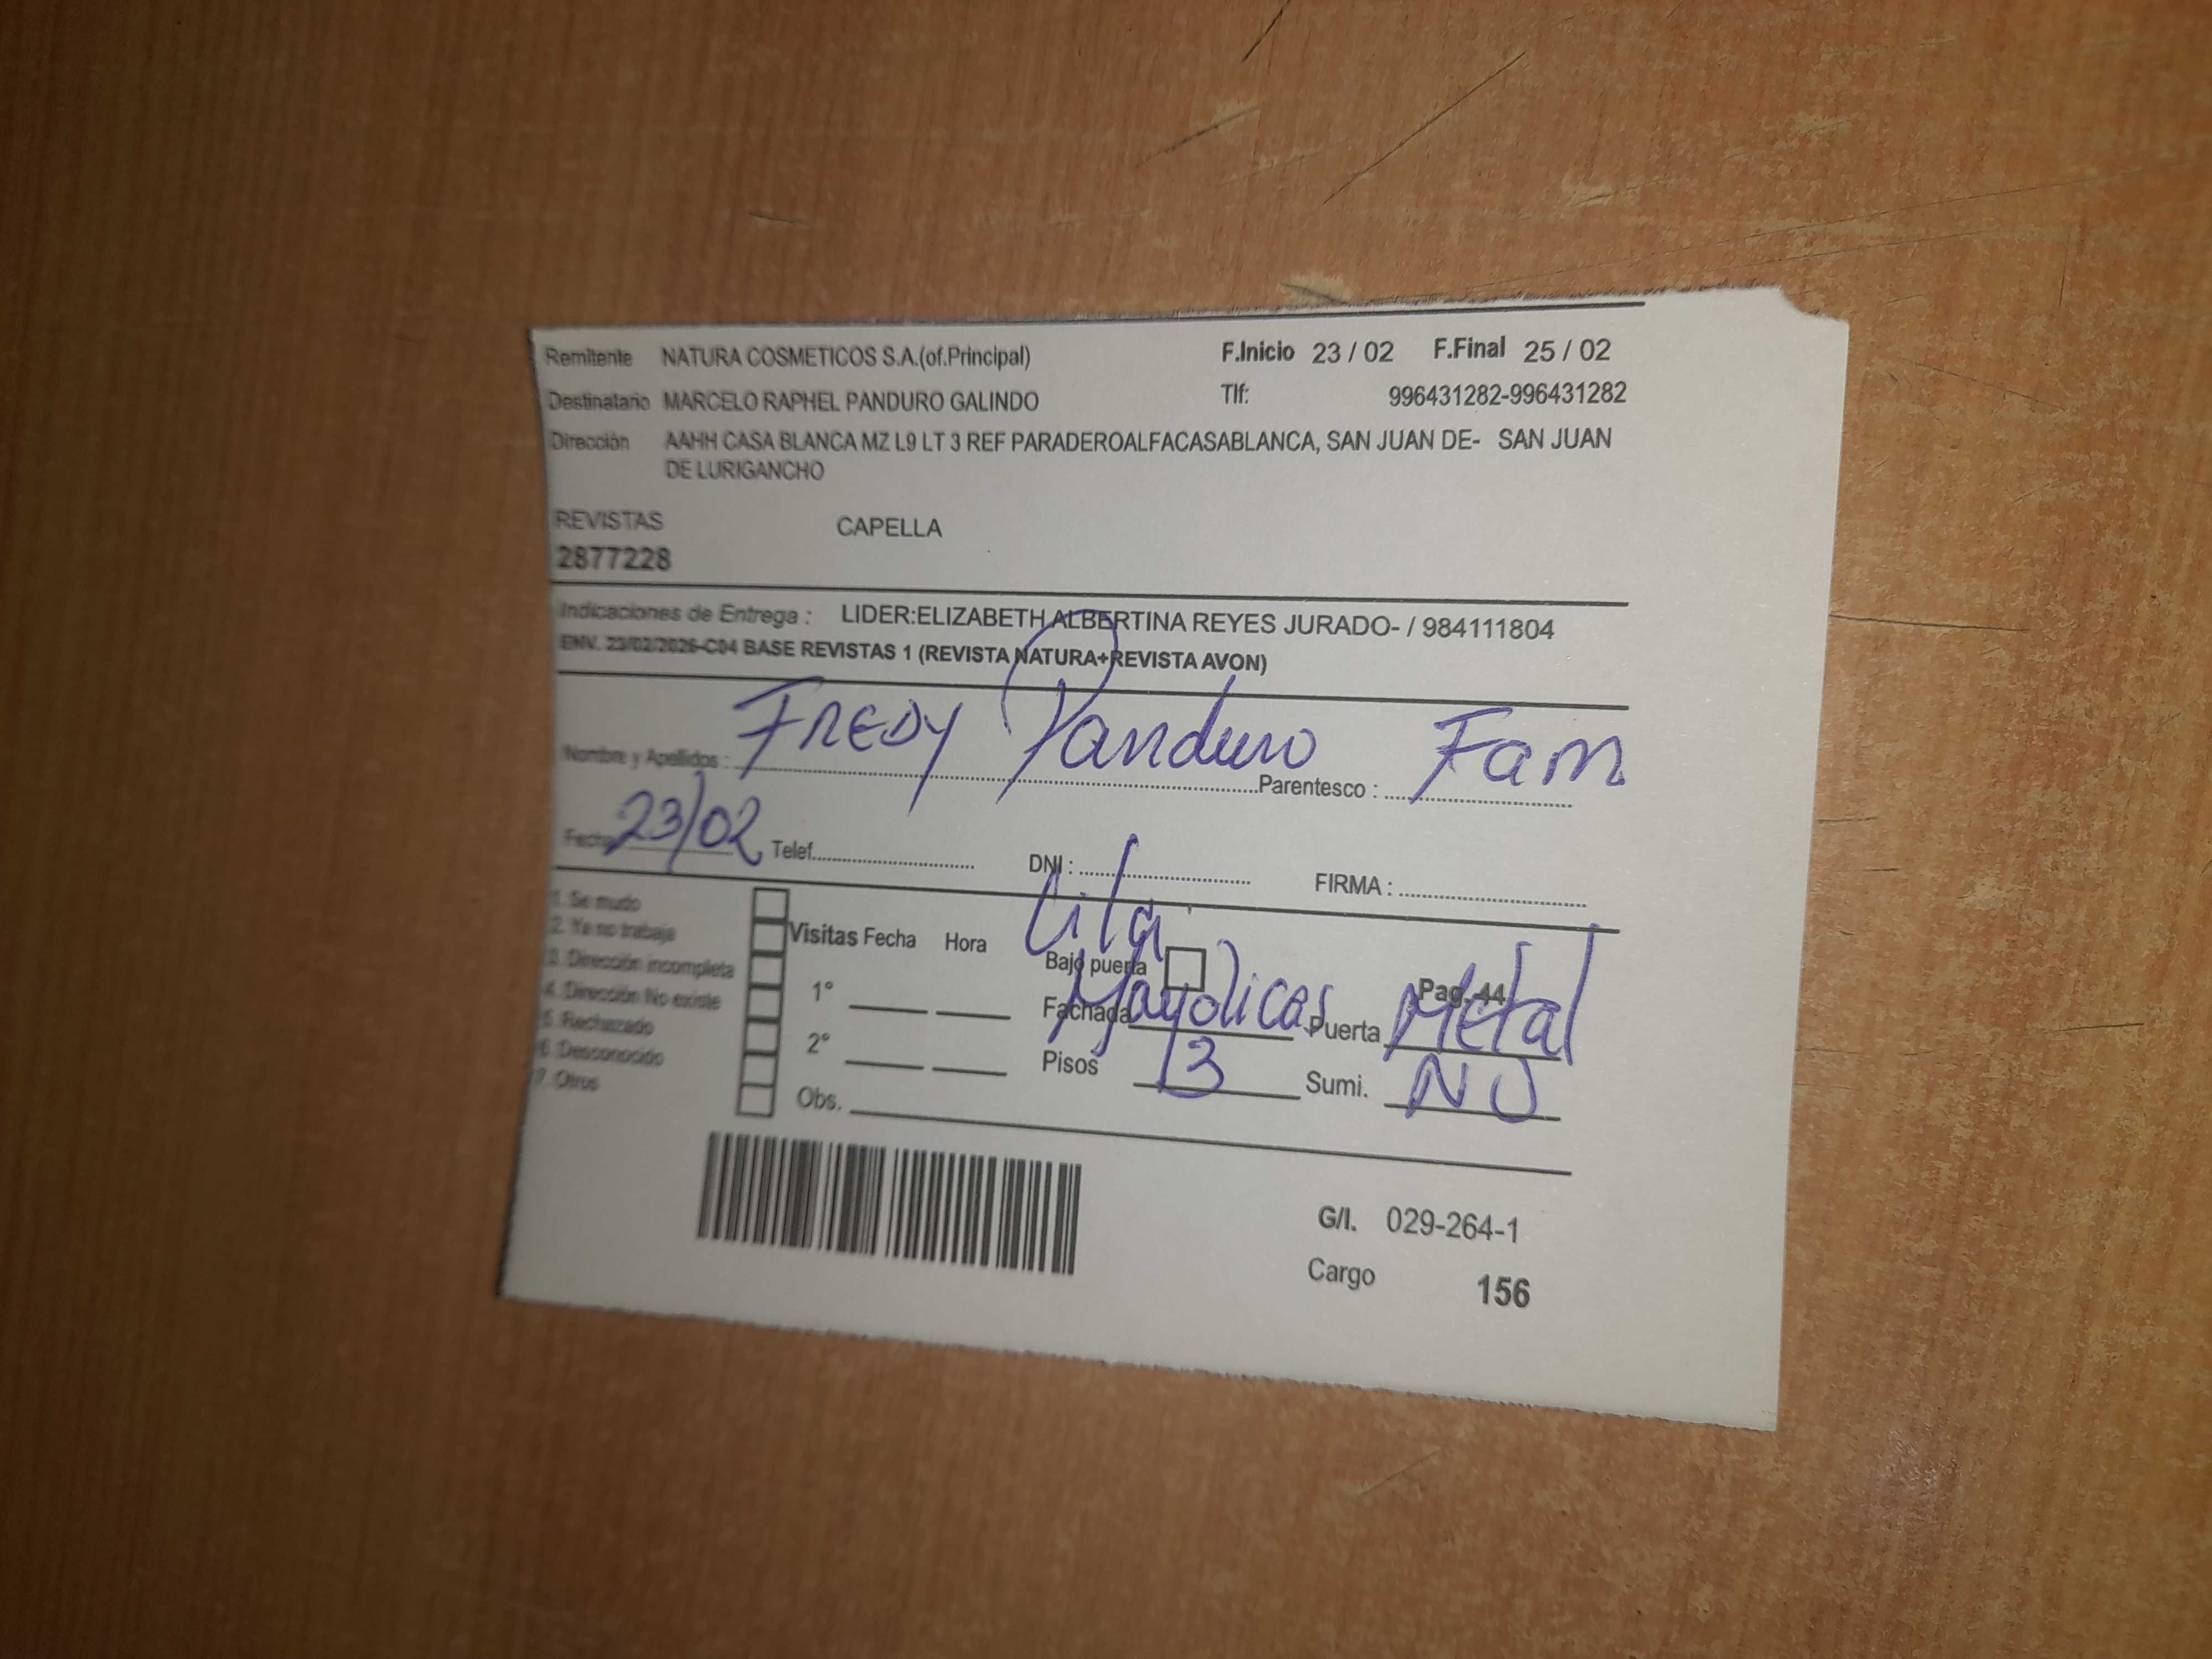 Remitente NATURA COSMETICOS S.A.(of.Principal) F.Inicio 23 / 02 F.Final 25 / 02
Destinatario MARCELO RAPHEL PANDURO GALINDO Tlf: 996431282-996431282
Dirección AAHH CASA BLANCA MZ L9 LT 3 REF PARADEROALFACASABLANCA, SAN JUAN DE- SAN JUAN
DE LURIGANCHO
REVISTAS CAPELLA
2877228
Indicaciones de Entrega : LIDER:ELIZABETH ALBERTINA REYES JURADO- / 984111804
ENV. 23/02/2026-C04 BASE REVISTAS 1 (REVISTA NATURA+REVISTA AVON)
Nombre y Apellidos : FREDY Panduro Parentesco : Fam
Fecha 23/02 Telef. DNI : FIRMA :
Lila
1. Se mudo
2. Ya no trabaja
3. Dirección incompleta
4. Dirección No existe
5. Rechazado
6. Desconocido
7. Otros
Visitas Fecha Hora Bajo puerta
Pag. 44
1° Fachada Mayolicas Puerta Metal
2° Pisos 3 Sumi.
Obs.
G/I. 029-264-1
Cargo 156